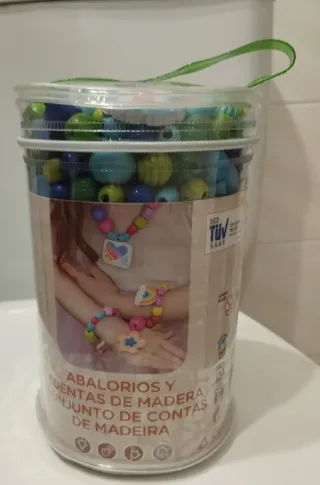 TÜV
ABALORIOS Y
CUENTAS DE MADERA
CONJUNTO DE CONTAS
DE MADEIRA